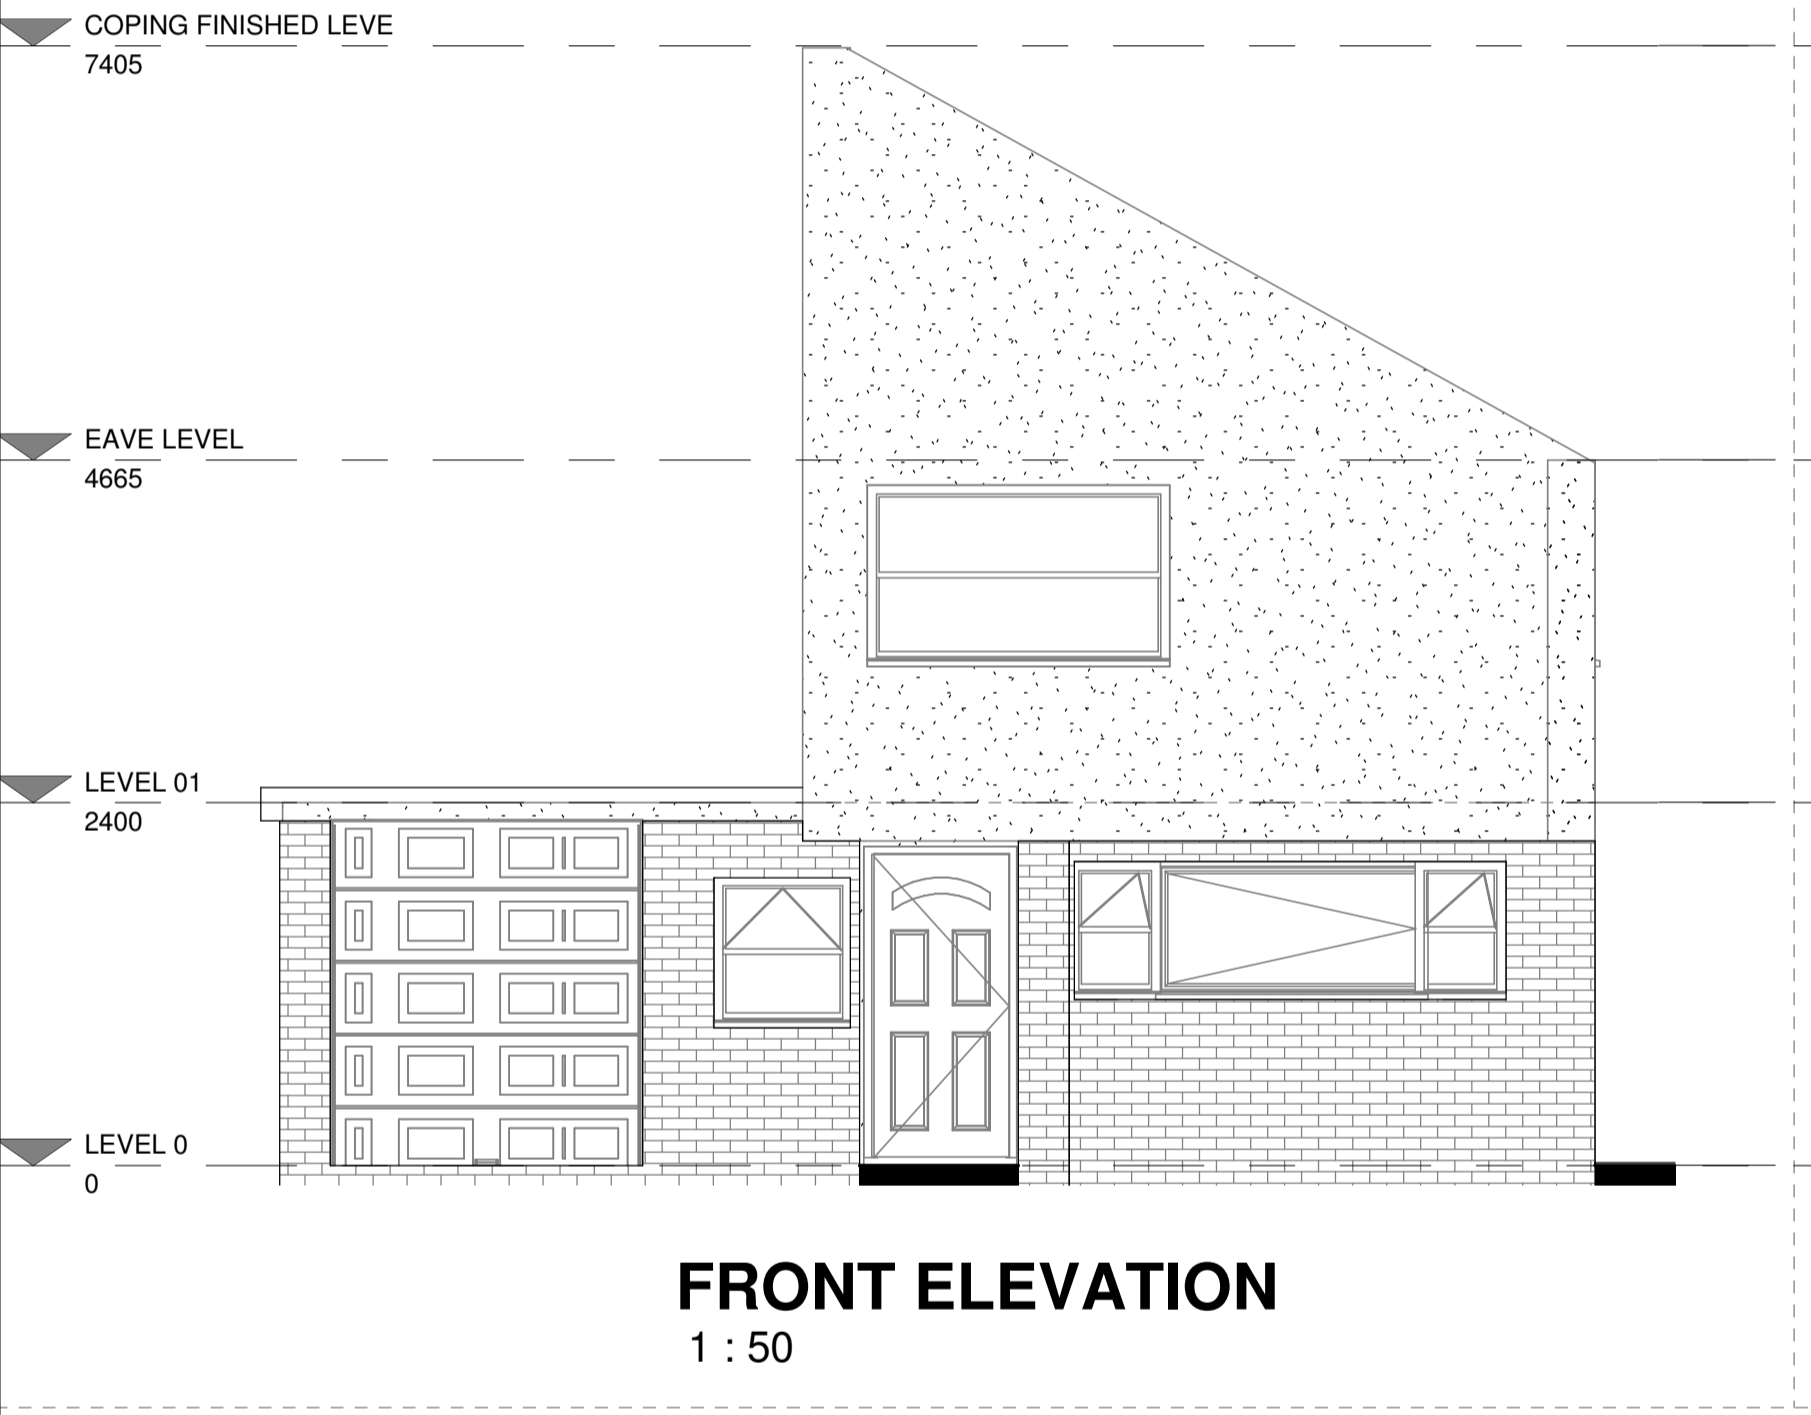 COPING FINISHED LEVE
7405
EAVE LEVEL
4665
LEVEL 01
2400
LEVEL 0
0
FRONT ELEVATION
1 : 50